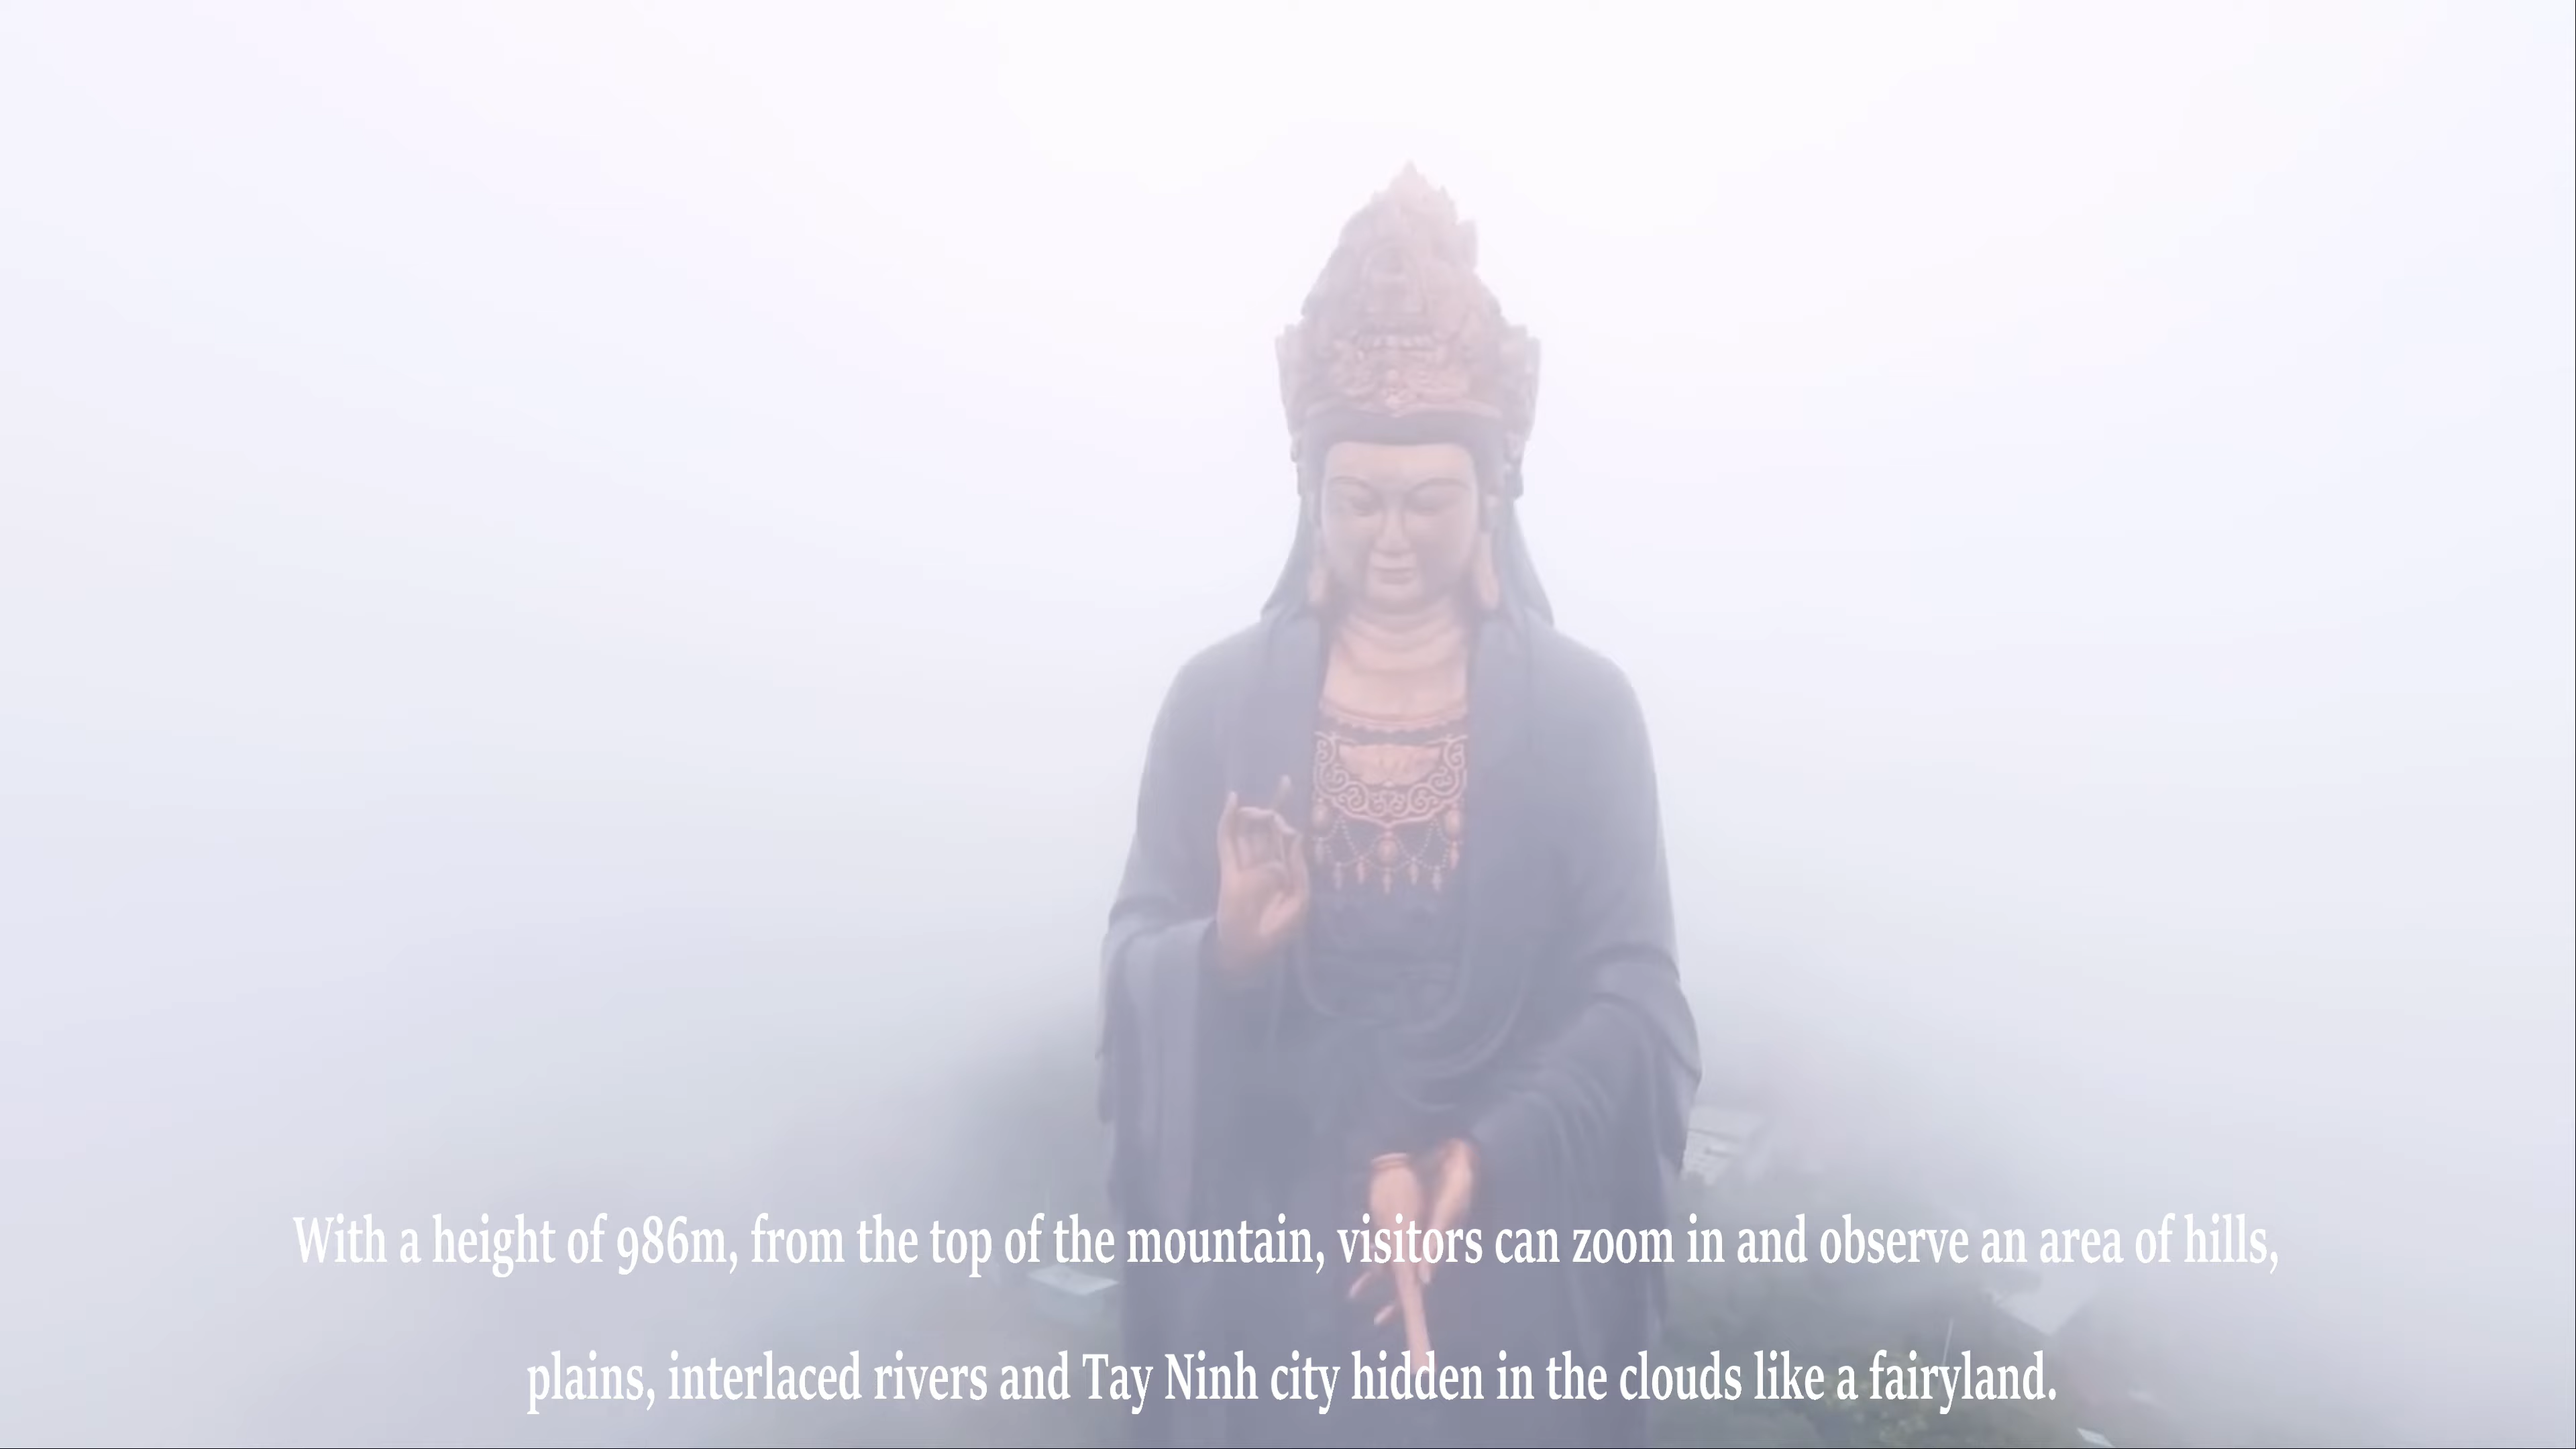 With a height of 986m, from the top of the mountain, visitors can zoom in and observe an area of hills,
plains, interlaced rivers and Tay Ninh city hidden in the clouds like a fairyland.